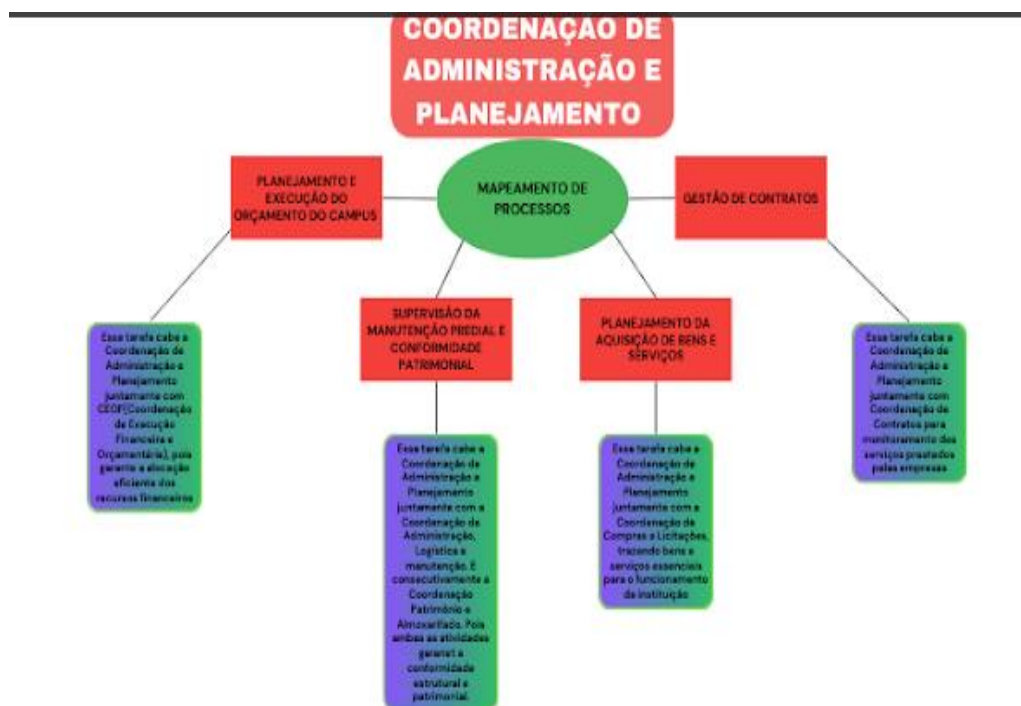 COORDENAÇÃO DE
ADMINISTRAÇÃO E
PLANEJAMENTO
MAPEAMENTO DE
PROCESSOS
PLANEJAMENTO E
EXECUÇÃO DO
ORÇAMENTO DO CAMPUS
GESTÃO DE CONTRATOS
SUPERVISÃO DA
MANUTENÇÃO PREDIAL E
CONFORMIDADE
PATRIMONIAL
PLANEJAMENTO DA
AQUISIÇÃO DE BENS E
SERVIÇOS
Essa tarefa cabe a
Coordenação de
Administração e
Planejamento
juntamente com
CEOF(Coordenação
de Execução
Financeira e
Orçamentária), pois
garante a alocação
eficiente dos
recursos financeiros
Essa tarefa cabe a
Coordenação de
Administração e
Planejamento
juntamente com a
Coordenação de
Administração,
Logística e
manutenção. E
consecutivamente a
Coordenação
Patrimônio e
Almoxarifado. Pois
ambas as atividades
garanet a
conformidade
estrutural e
patrimonial.
Essa tarefa cabe a
Coordenação de
Administração e
Planejamento
juntamente com a
Coordenação de
Compras e Licitações,
trazendo bens e
serviços essenciais
para o funcionamento
da instituição
Essa tarefa cabe a
Coordenação de
Administração e
Planejamento
juntamente com
Coordenação de
Contratos para
monitoramento dos
serviços prestados
pelas empresas